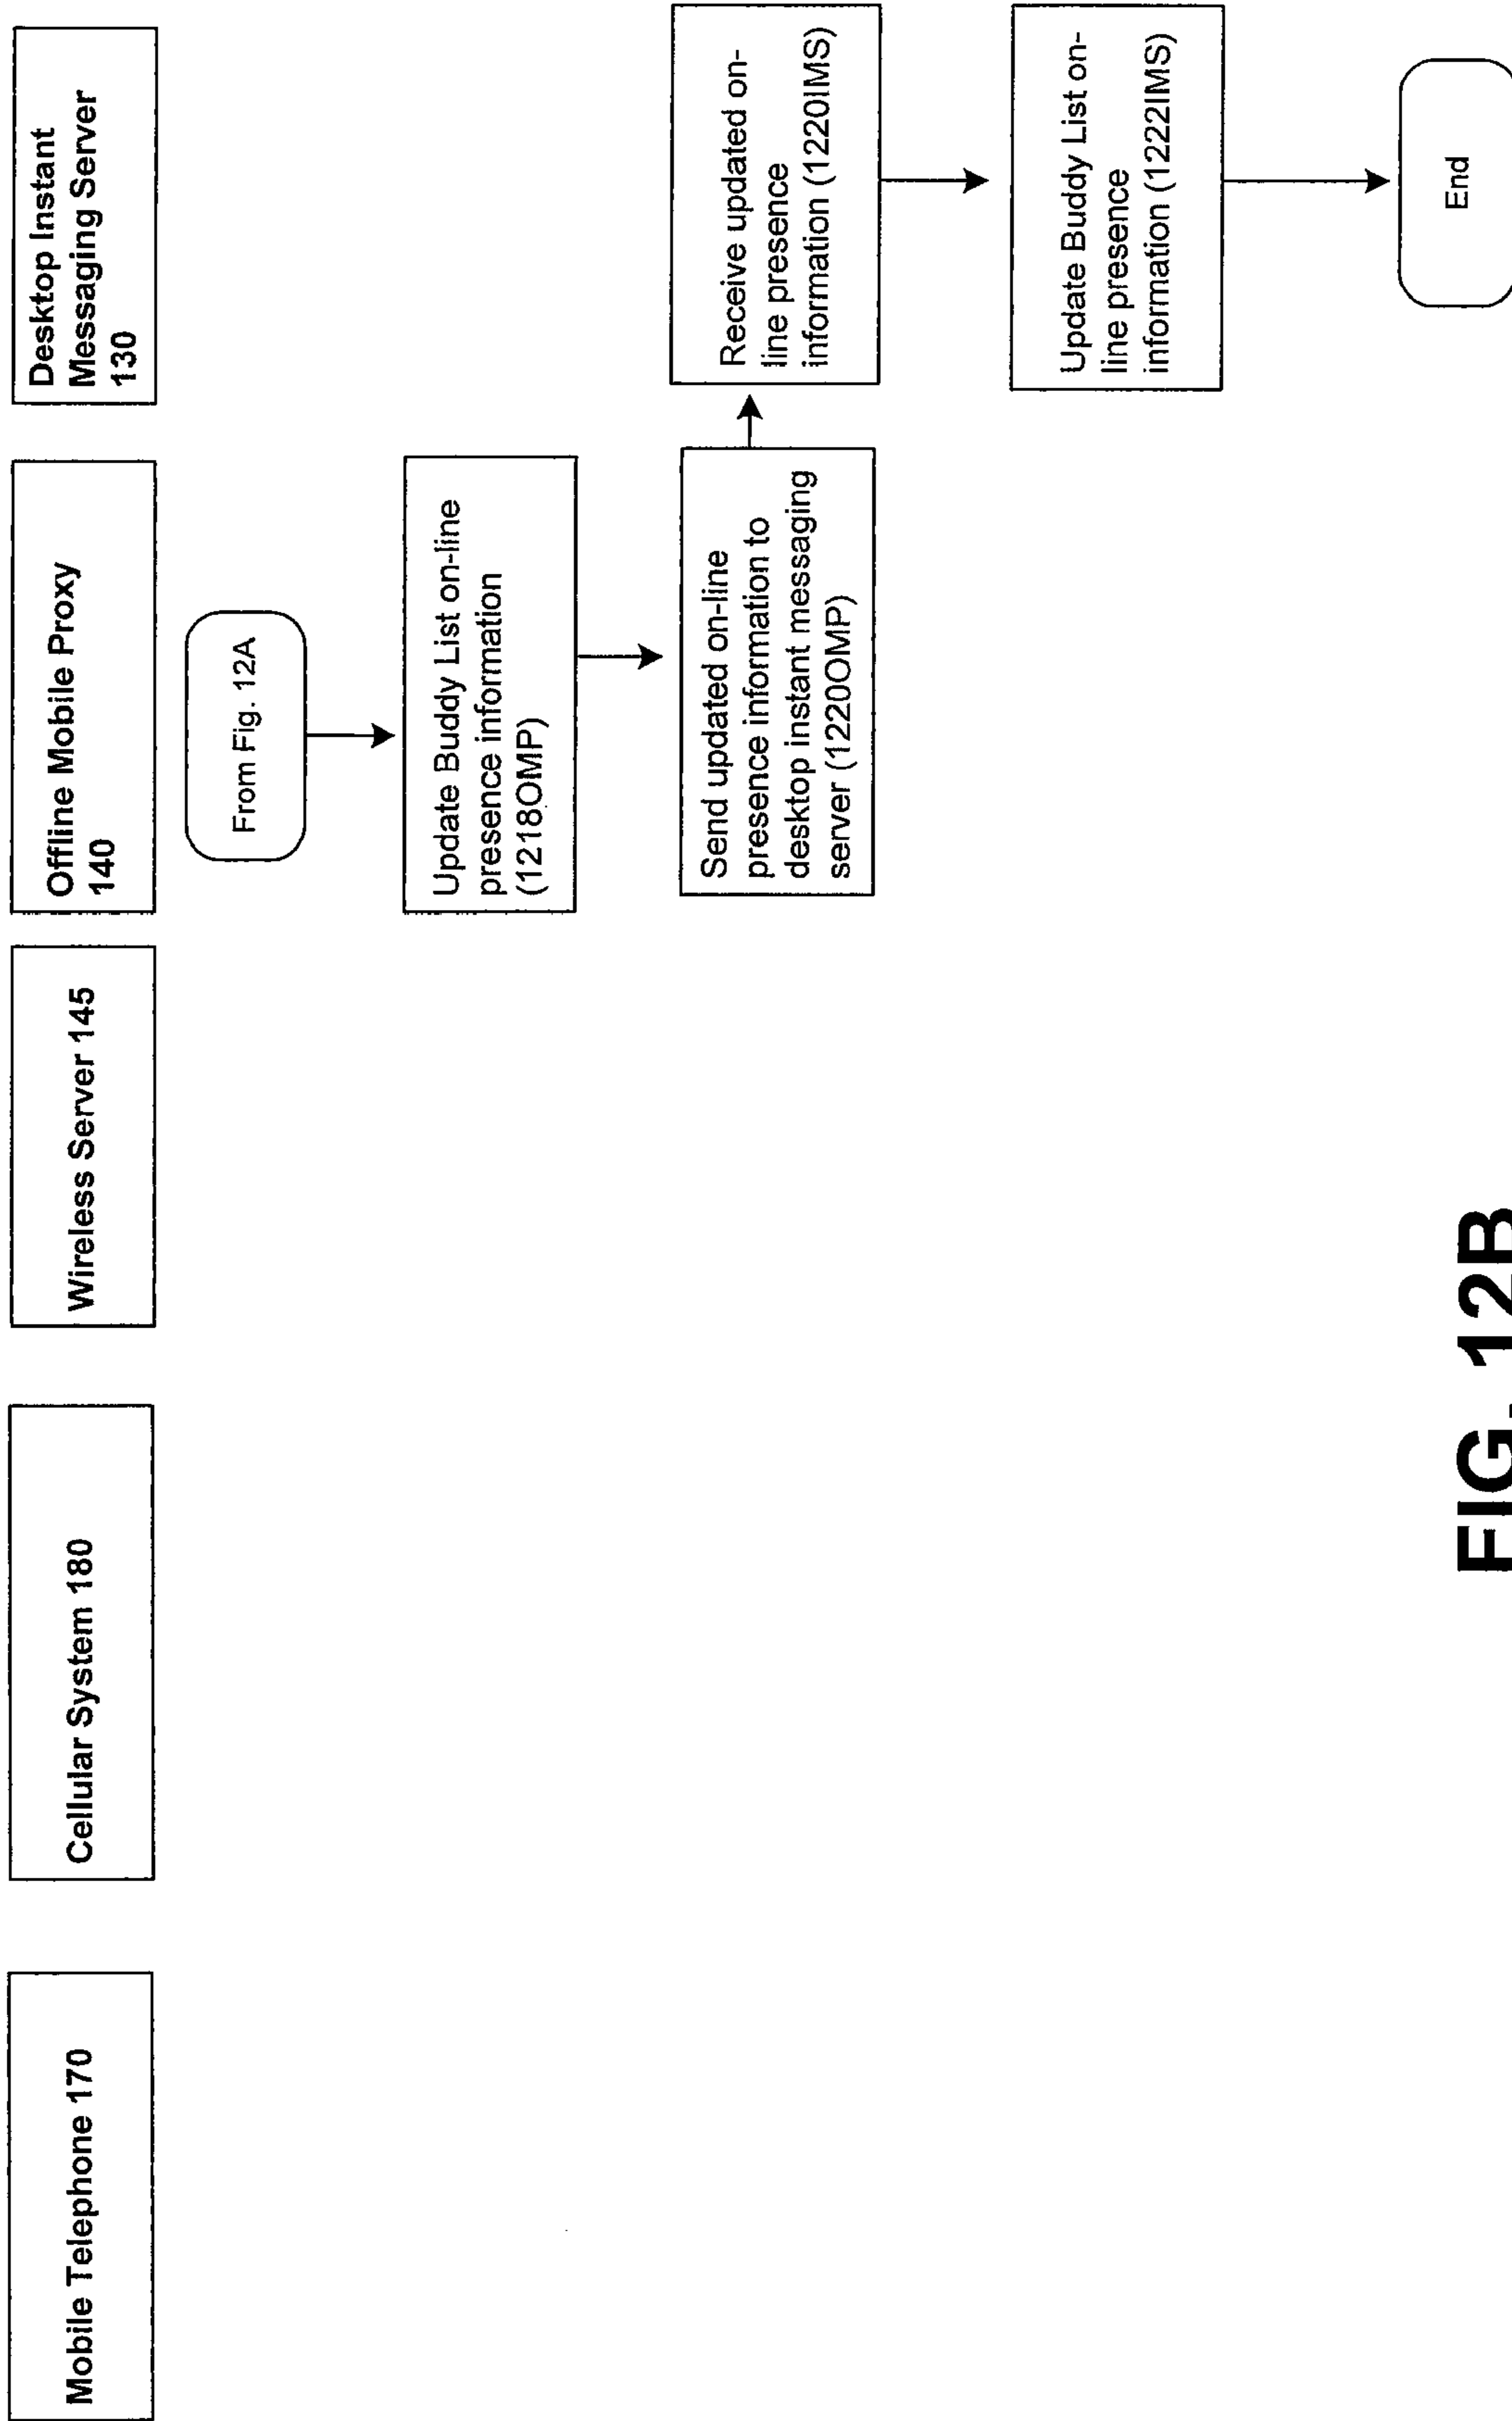 Mobile Telephone 170
Cellular System 180
Wireless Server 145
Offline Mobile Proxy
140
Desktop Instant
Messaging Server
130
From Fig. 12A
Update Buddy List on-line
presence information
(1218OMP)
Send updated on-line
presence information to
desktop instant messaging
server (1220OMP)
Receive updated on-
line presence
information (1220IMS)
Update Buddy List on-
line presence
information (1222IMS)
End
FIG. 12B